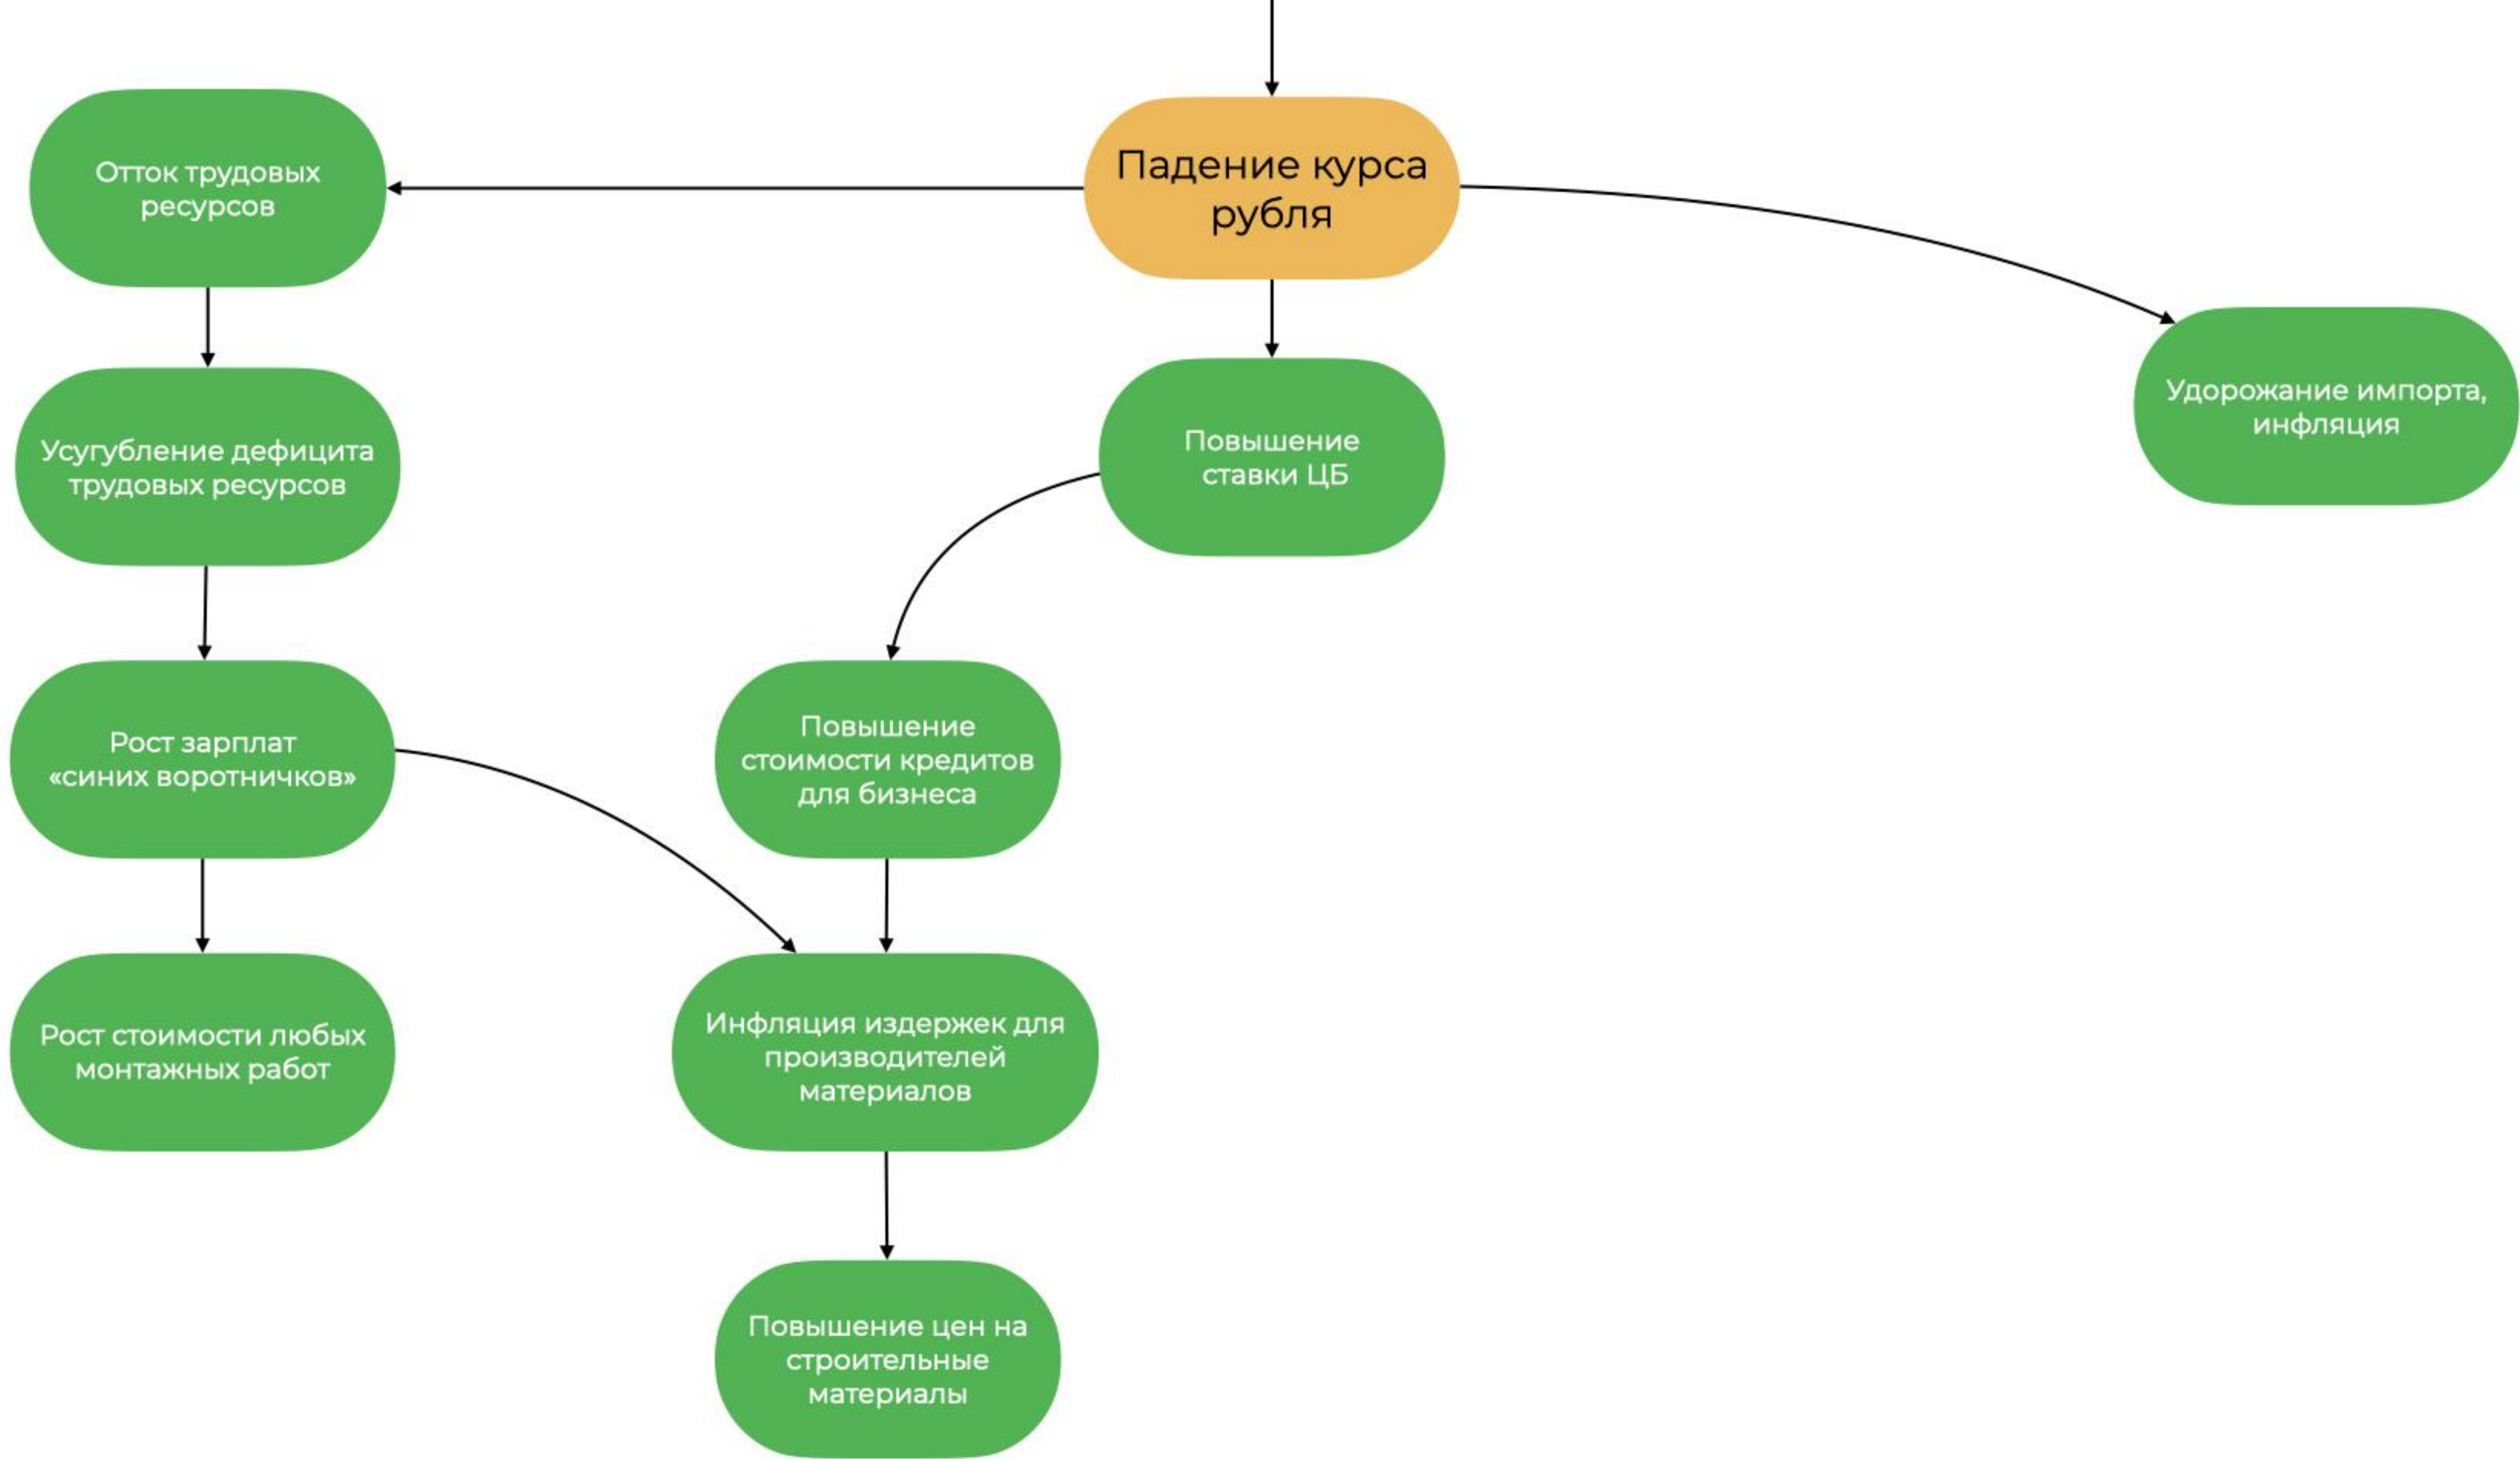 Падение курса
рубля
Отток трудовых
ресурсов
Удорожание импорта,
инфляция
Усугубление дефицита
трудовых ресурсов
Повышение
ставки ЦБ
Рост зарплат
«синих воротничков»
Повышение
стоимости кредитов
для бизнеса
Рост стоимости любых
монтажных работ
Инфляция издержек для
производителей
материалов
Повышение цен на
строительные
материалы